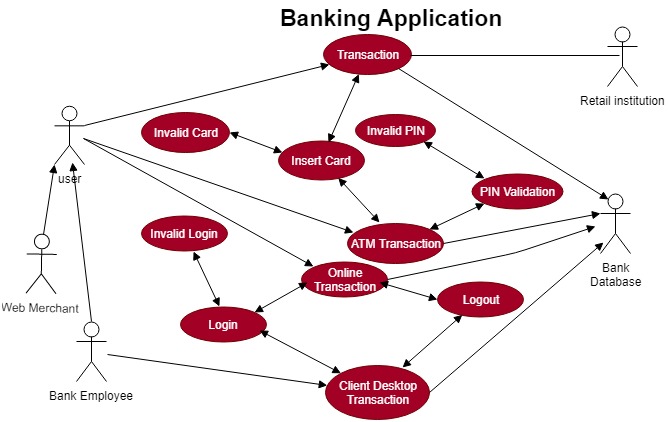 Banking Application
Transaction
Retail institution
Invalid Card
Invalid PIN
Insert Card
user
PIN Validation
Invalid Login
ATM Transaction
Bank
Database
Online
Transaction
Web Merchant
Logout
Login
Bank Employee
Client Desktop
Transaction